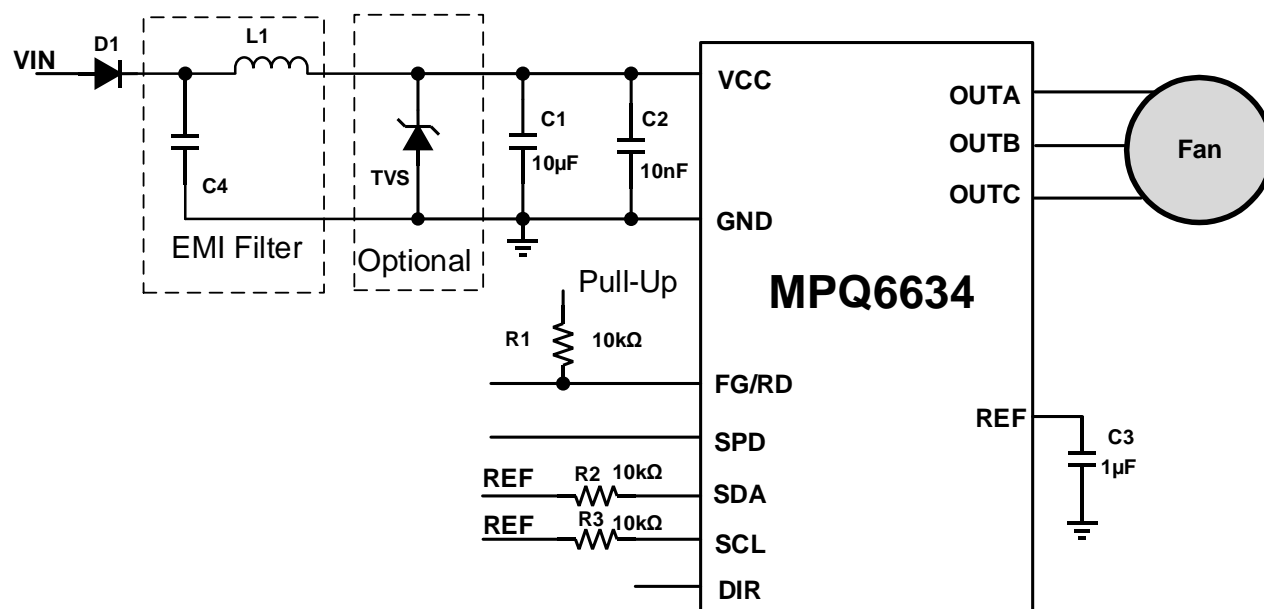 VIN
D1
L1
C4
EMI Filter
TVS
Optional
C1
10µF
C2
10nF
VCC
GND
MPQ6634
OUTA
OUTB
OUTC
Fan
Pull-Up
R1
10kΩ
FG/RD
SPD
REF
R2
10kΩ
SDA
REF
R3
10kΩ
SCL
DIR
REF
C3
1µF